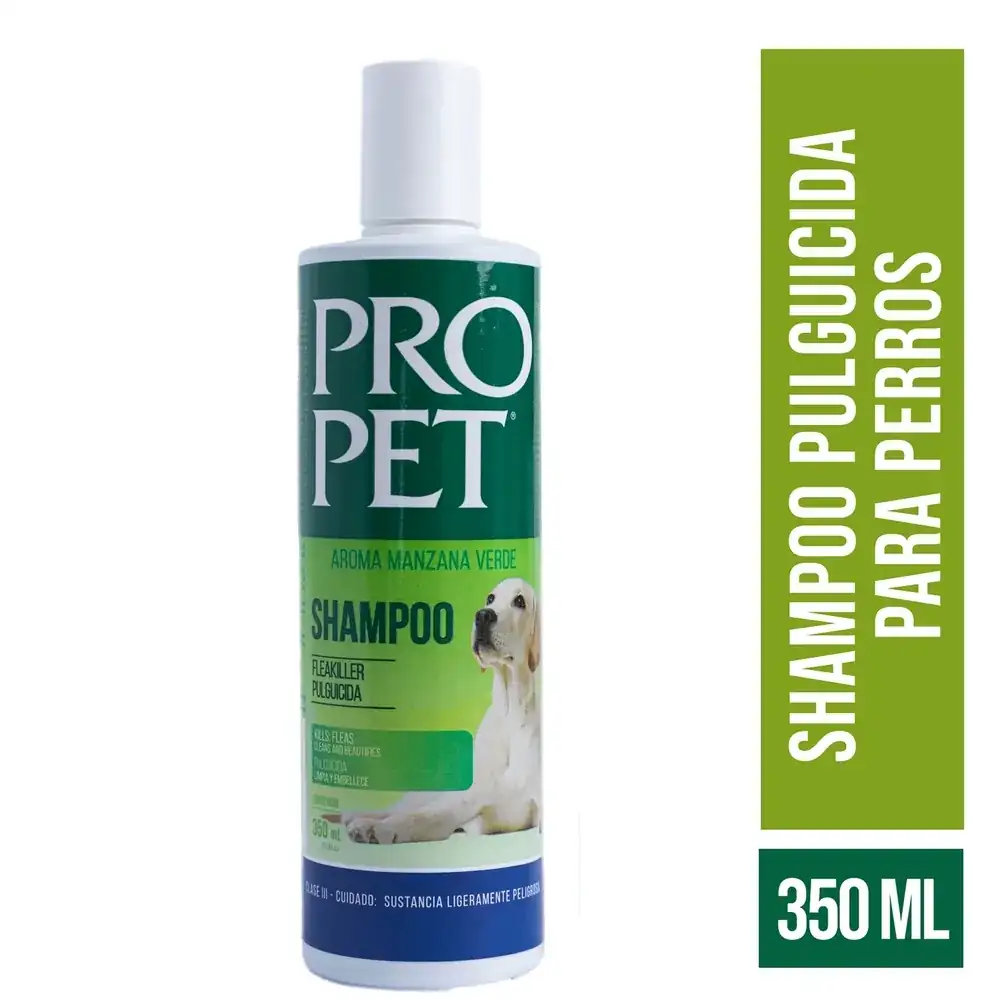 PRO
PET®
AROMA MANZANA VERDE
SHAMPOO
FLEAKILLER
PULGUICIDA
KILLS: FLEAS
CLEANS AND BEAUTIFIES
PULGUICIDA
LIMPIA Y EMBELLECE
350 mL
CLASE III - CUIDADO: SUSTANCIA LIGERAMENTE PELIGROSA
SHAMPOO PULGUICIDA
PARA PERROS
350 ML